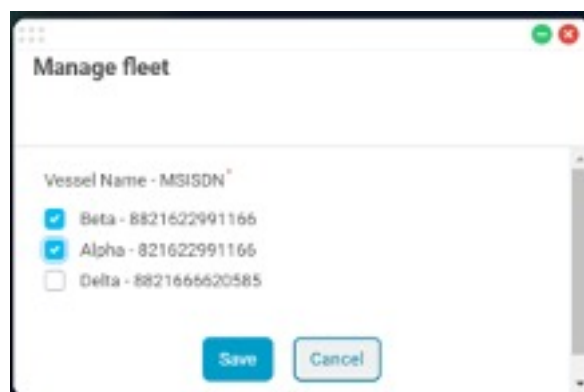 Manage fleet
Vessel Name - MSISDN*
Beta - 8821622991166
Alpha - 821622991166
Delta - 8821666620585
Save
Cancel